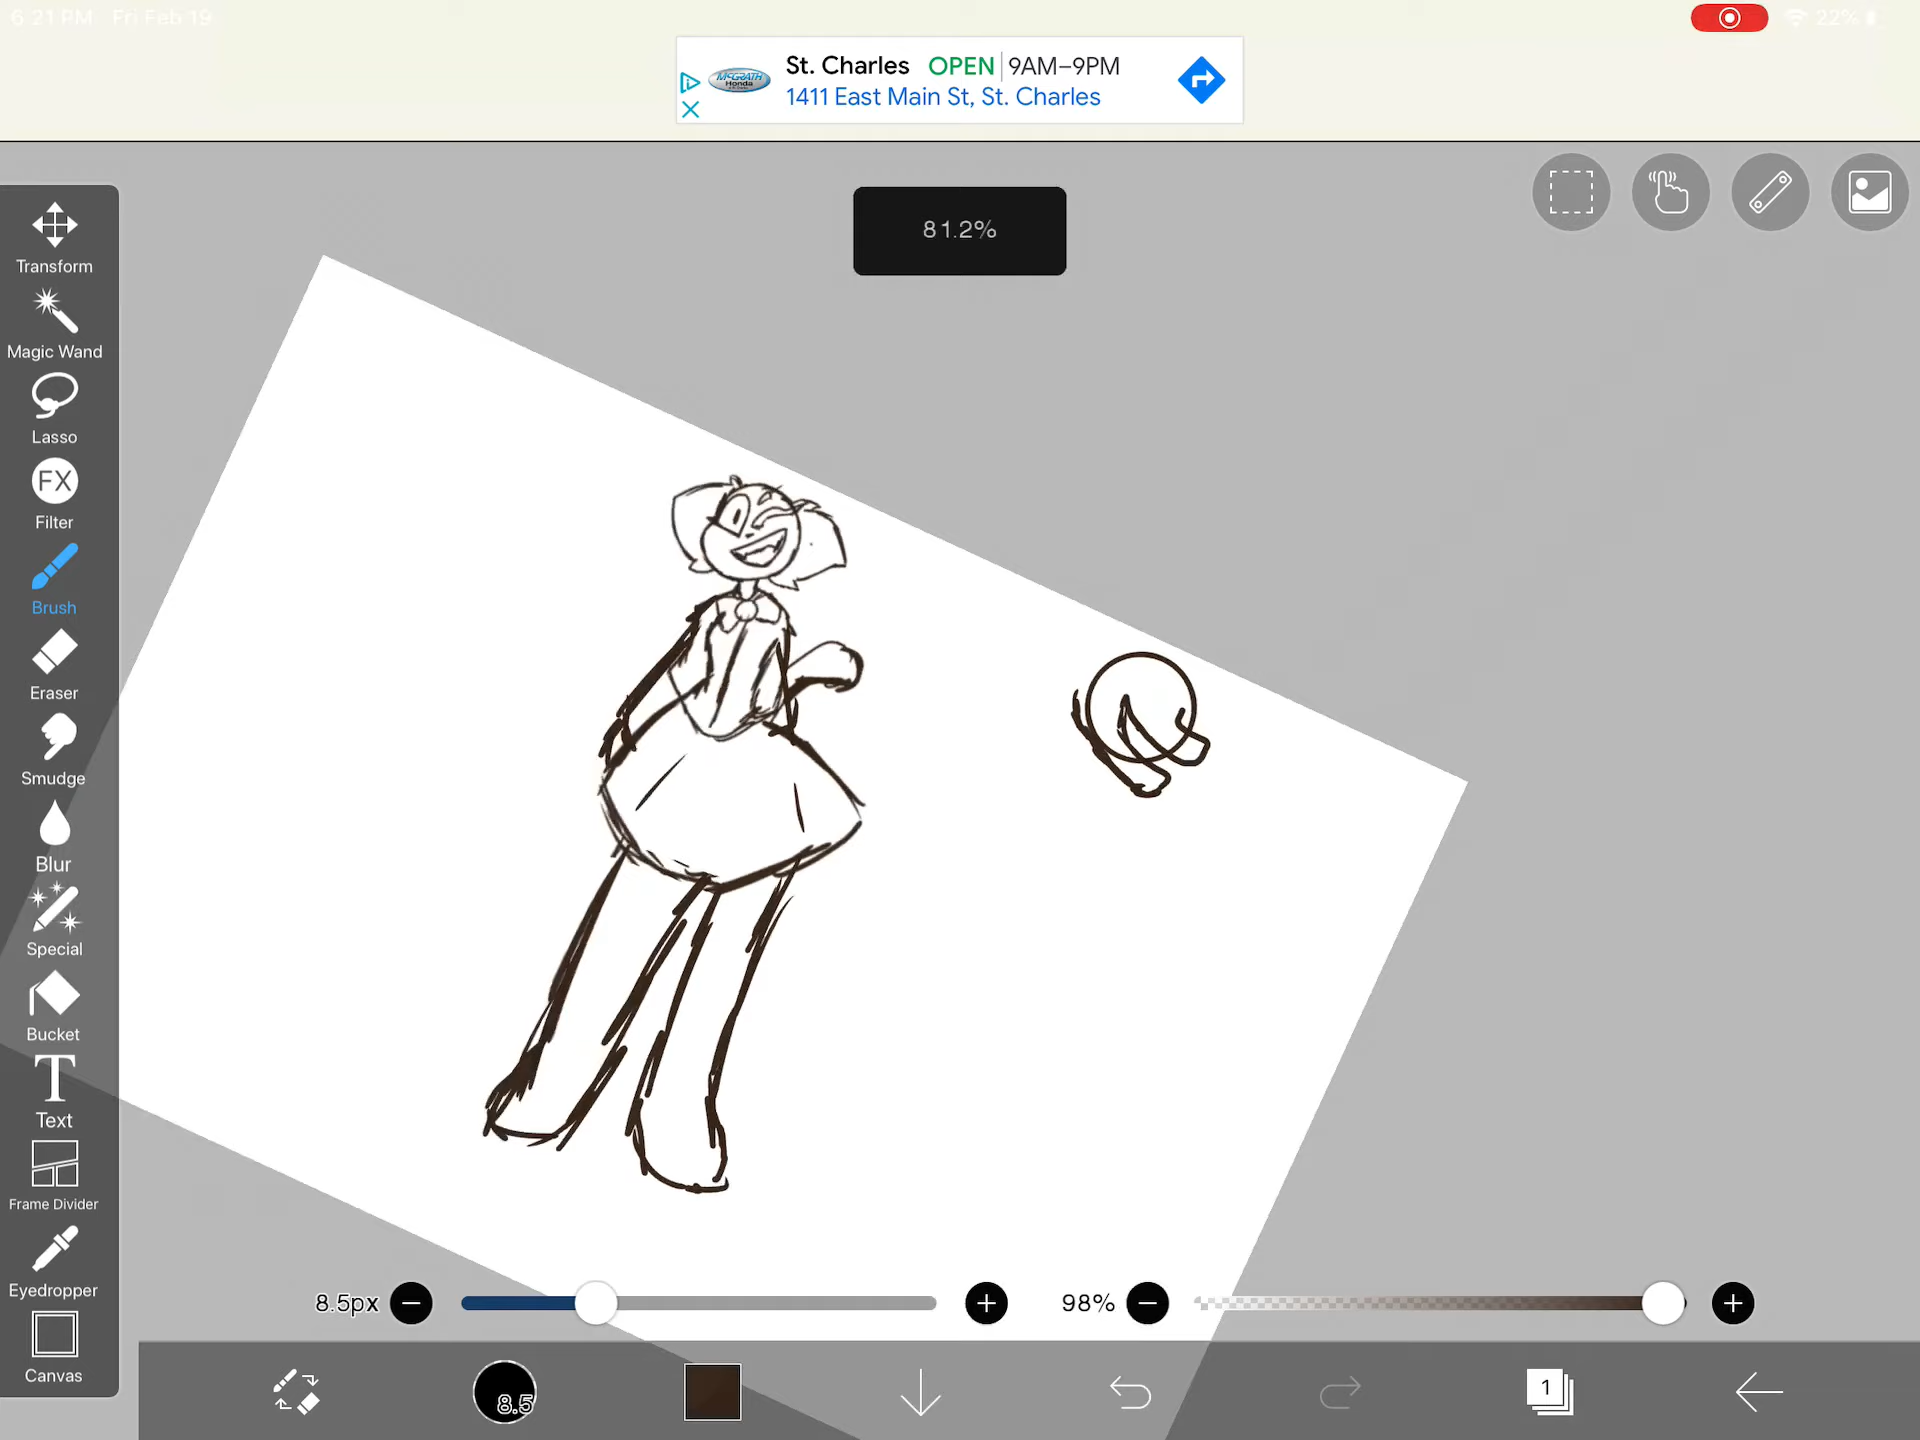 6:21 PM Fri Feb 19
22%
McGRATH
Honda
St. Charles OPEN 9AM–9PM
1411 East Main St, St. Charles
81.2%
Transform
Magic Wand
Lasso
FX
Filter
Brush
Eraser
Smudge
Blur
Special
Bucket
T
Text
Frame Divider
Eyedropper
Canvas
8.5px
98%
8.5
1